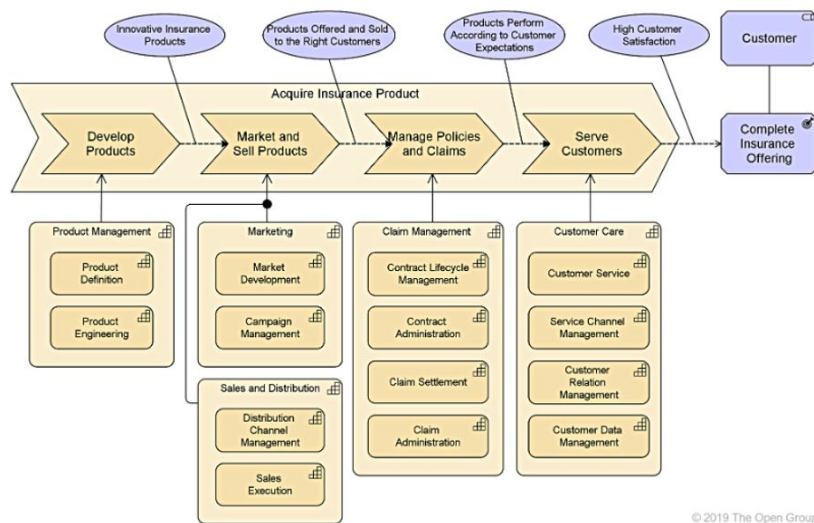 Innovative Insurance
Products
Products Offered and Sold
to the Right Customers
Products Perform
According to Customer
Expectations
High Customer
Satisfaction
Customer
Acquire Insurance Product
Develop
Products
Market and
Sell Products
Manage Policies
and Claims
Serve
Customers
Complete
Insurance
Offering
Product Management
Product
Definition
Product
Engineering
Marketing
Market
Development
Campaign
Management
Sales and Distribution
Distribution
Channel
Management
Sales
Execution
Claim Management
Contract Lifecycle
Management
Contract
Administration
Claim Settlement
Claim
Administration
Customer Care
Customer Service
Service Channel
Management
Customer
Relation
Management
Customer Data
Management
© 2019 The Open Group